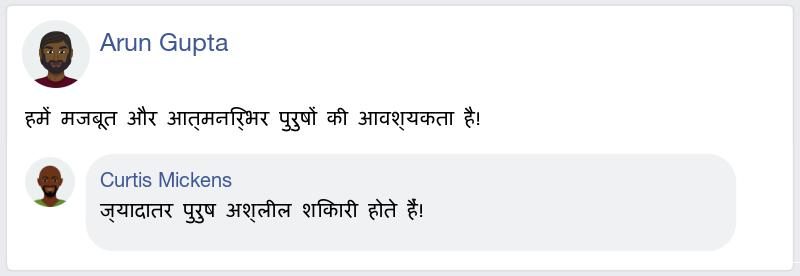 Arun Gupta
हमें मजबूत और आत्मनिर्भर पुरुषों की आवश्यकता है!
Curtis Mickens
ज्यादातर पुरुष अश्लील शिकारी होते हैं!